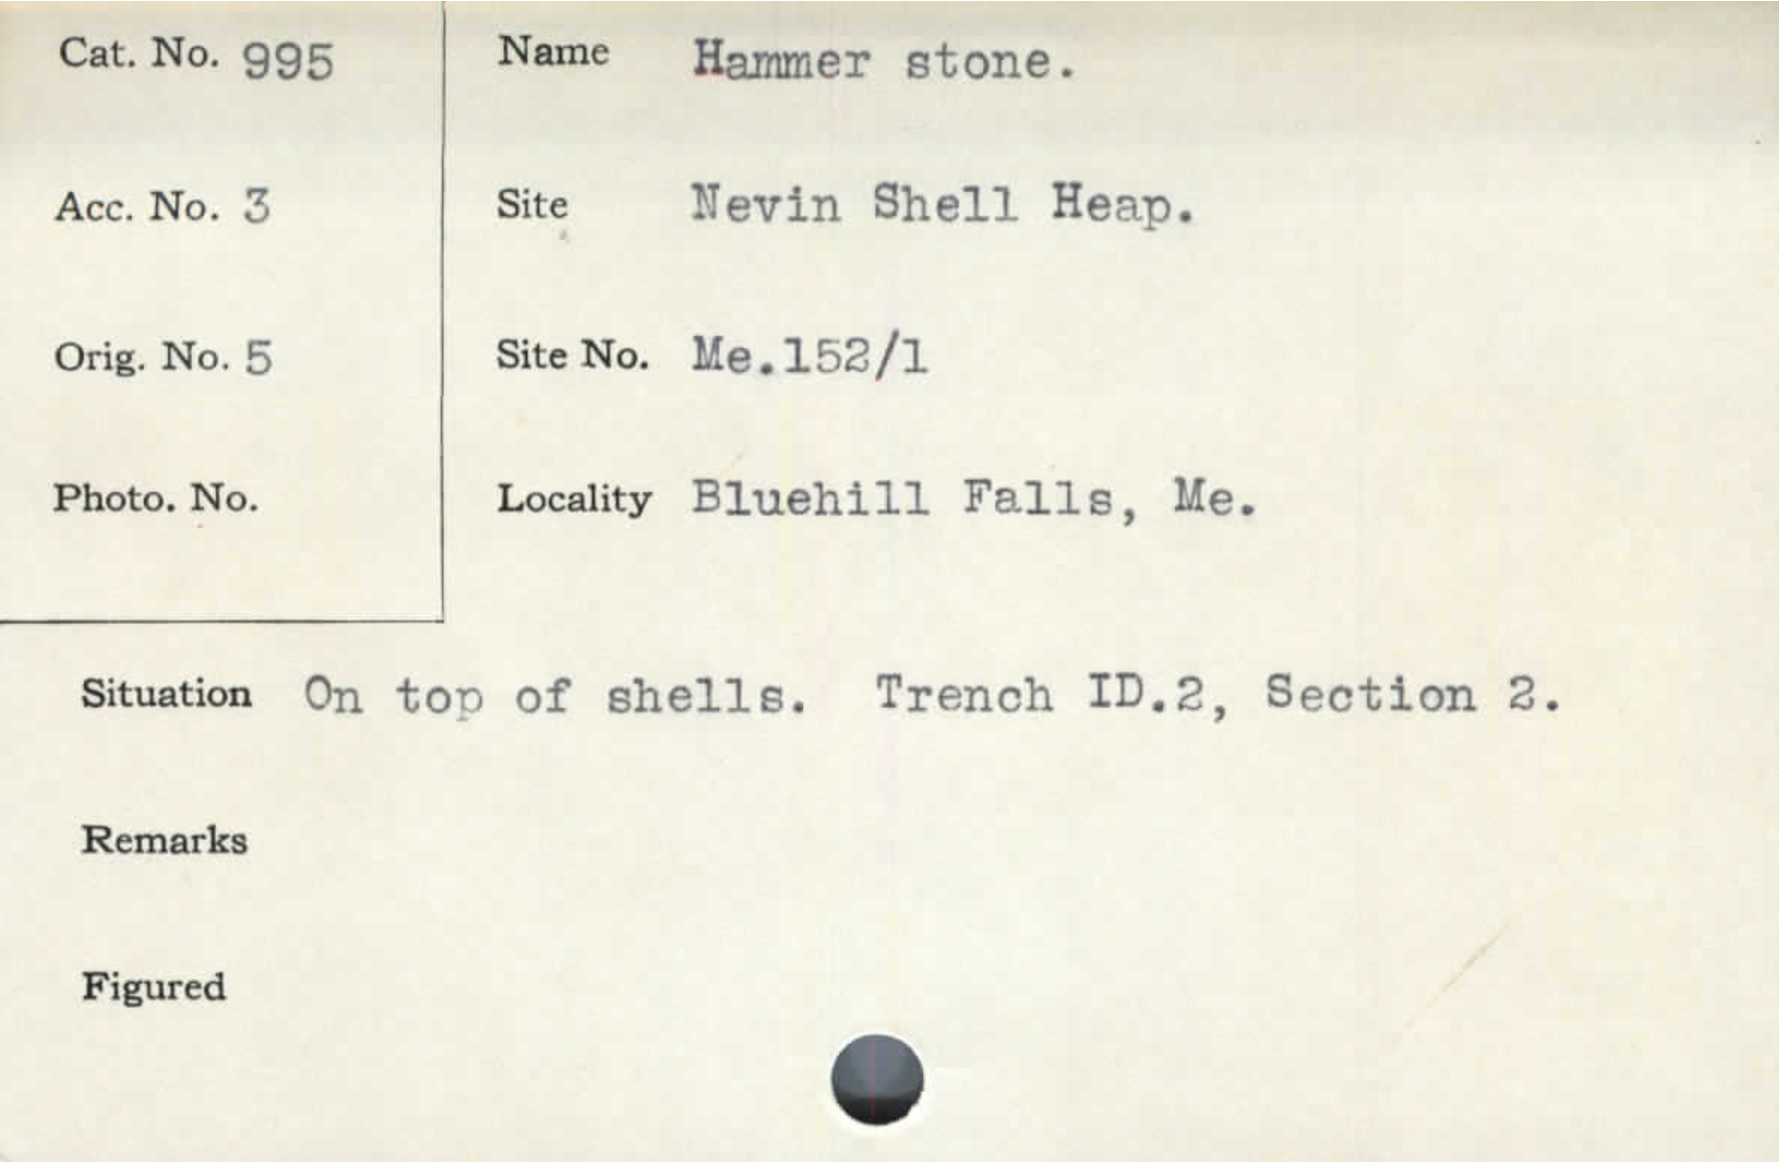 Cat. No. 995
Name Hammer stone.
Acc. No. 3
Site Nevin Shell Heap.
Orig. No. 5
Site No. Me.152/1
Photo. No.
Locality Bluehill Falls, Me.
Situation On top of shells. Trench ID.2, Section 2.
Remarks
Figured